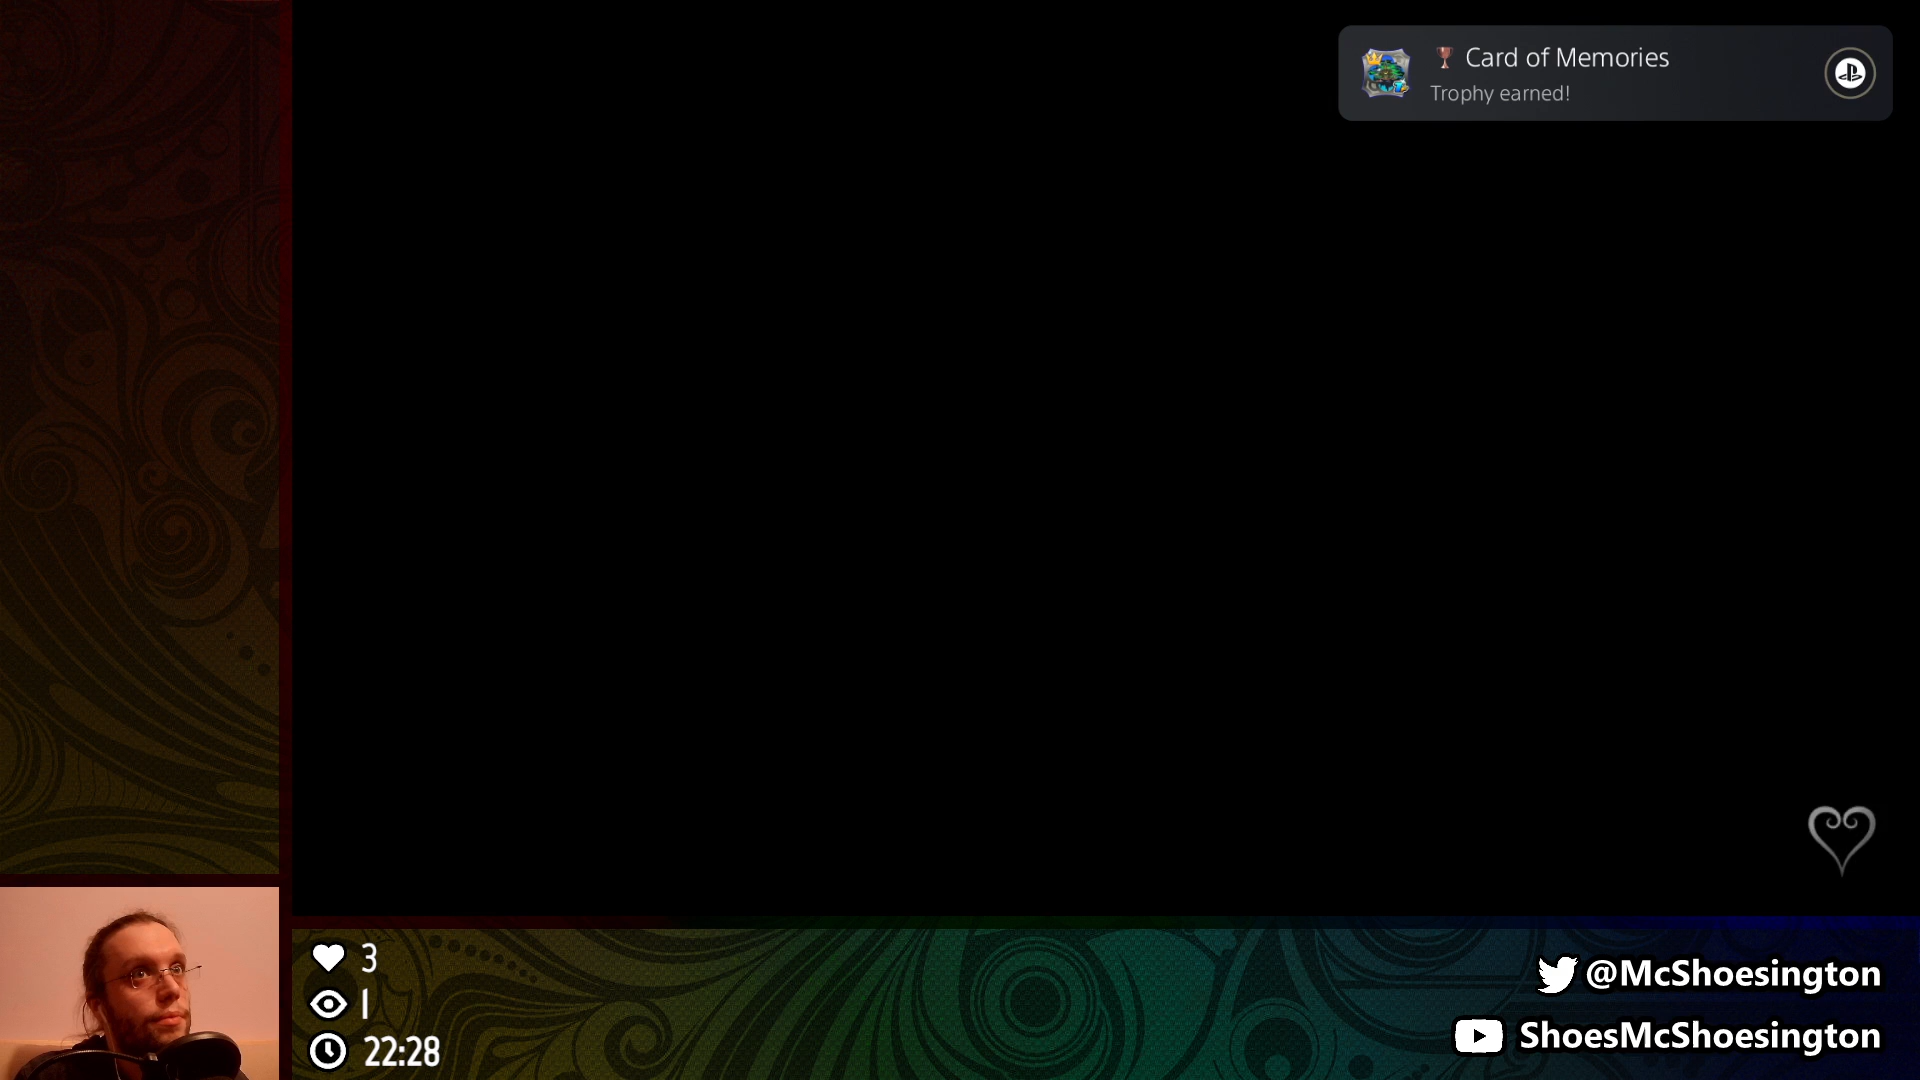 Card of Memories
Trophy earned!
3
1
22:28
@McShoesington
ShoesMcShoesington